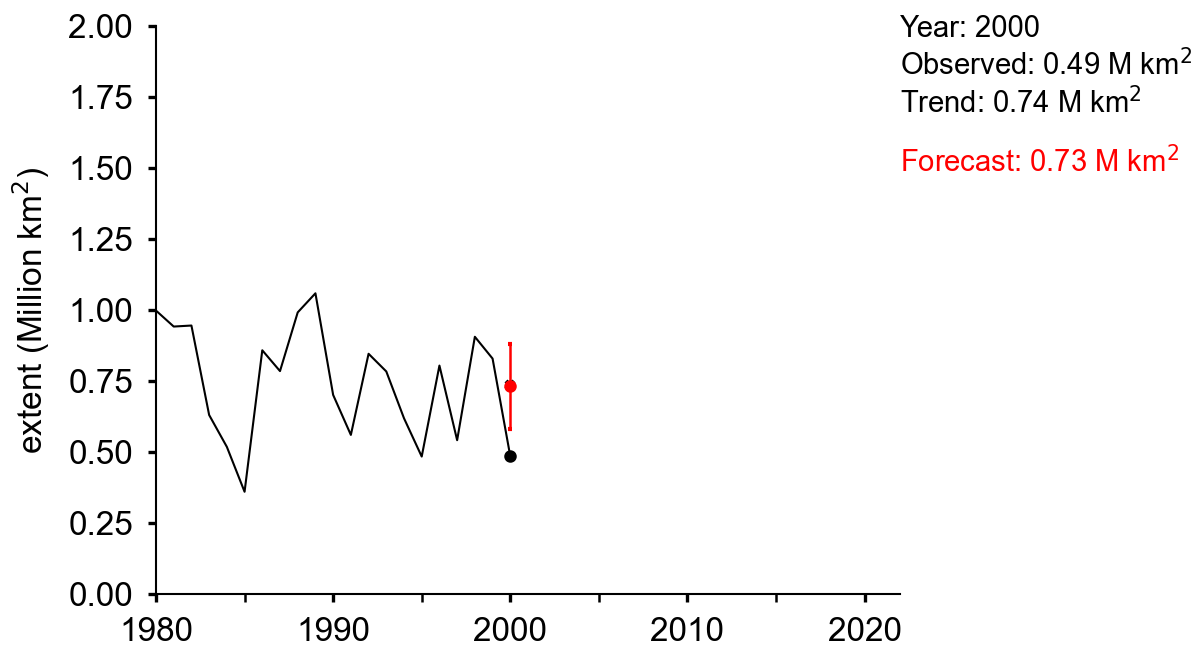 2.00
1.75
1.50
1.25
1.00
0.75
0.50
0.25
0.00
extent (Million km²)
1980 1990 2000 2010 2020
Year: 2000
Observed: 0.49 M km²
Trend: 0.74 M km²
Forecast: 0.73 M km²